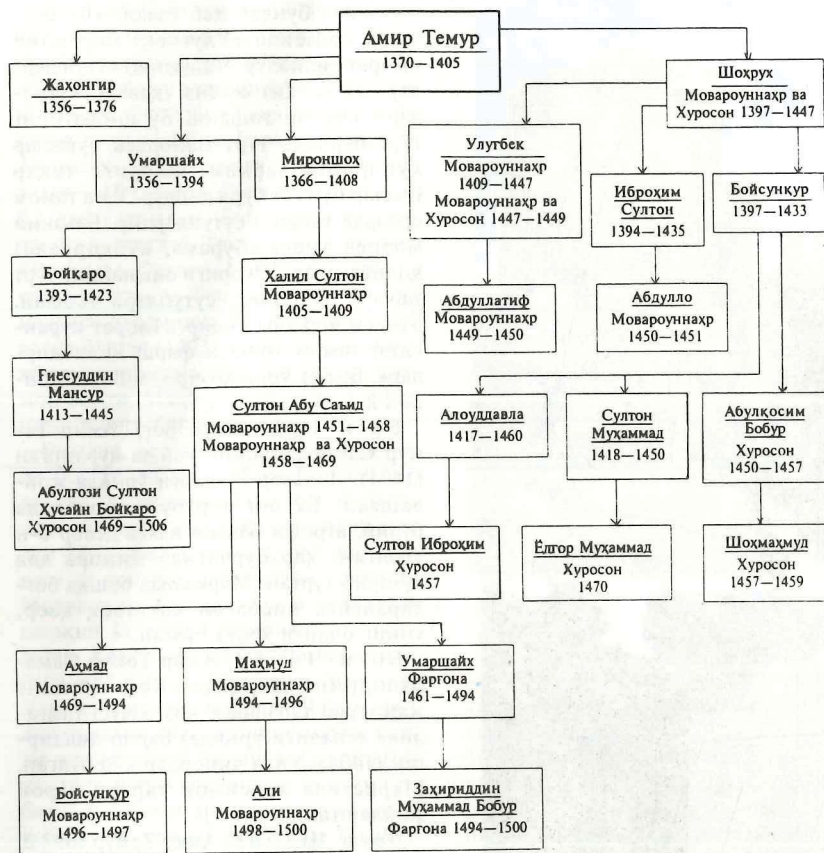 Амир Темур
1370—1405
Жаҳонгир
1356—1376
Шоҳрух
Мовароуннаҳр ва
Хуросон 1397—1447
Умаршайх
1356—1394
Мироншоҳ
1366—1408
Улуғбек
Мовароуннаҳр
1409—1447
Мовароуннаҳр ва
Хуросон 1447—1449
Иброҳим
Султон
1394—1435
Бойсунқур
1397—1433
Бойқаро
1393—1423
Халил Султон
Мовароуннаҳр
1405—1409
Абдуллатиф
Мовароуннаҳр
1449—1450
Абдулло
Мовароуннаҳр
1450—1451
Ғиёсуддин
Мансур
1413—1445
Султон Абу Саъид
Мовароуннаҳр 1451—1458
Мовароуннаҳр ва Хуросон
1458—1469
Алоуддавла
1417—1460
Султон
Муҳаммад
1418—1450
Абулқосим
Бобур
Хуросон
1450—1457
Абулғози Султон
Ҳусайн Бойқаро
Хуросон 1469—1506
Султон Иброҳим
Хуросон
1457
Ёдгор Муҳаммад
Хуросон
1470
Шоҳмаҳмуд
Хуросон
1457—1459
Аҳмад
Мовароуннаҳр
1469—1494
Маҳмуд
Мовароуннаҳр
1494—1496
Умаршайх
Фарғона
1461—1494
Бойсунқур
Мовароуннаҳр
1496—1497
Али
Мовароуннаҳр
1498—1500
Заҳириддин
Муҳаммад Бобур
Фарғона 1494—1500